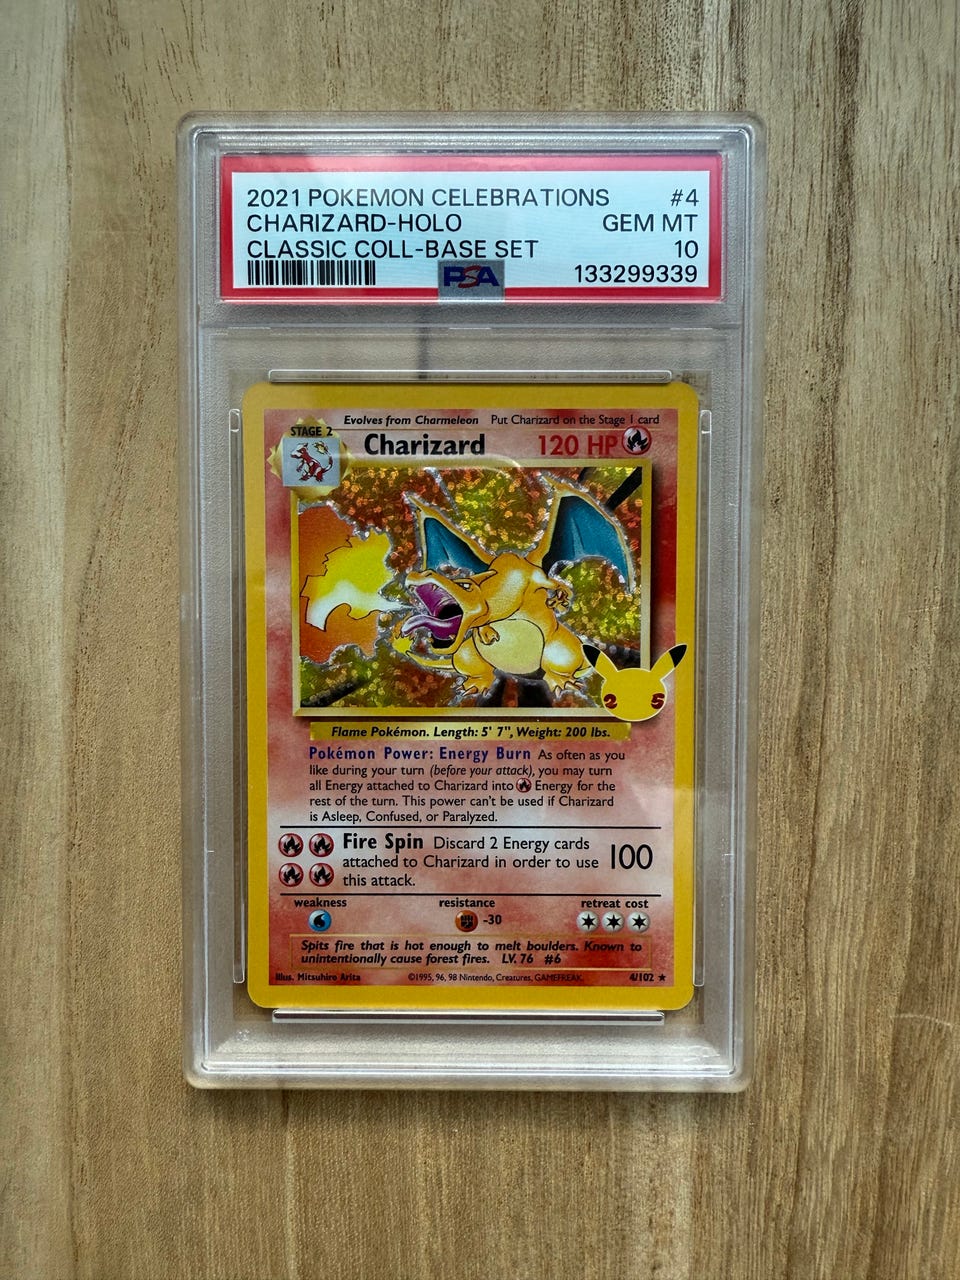 2021 POKEMON CELEBRATIONS #4
CHARIZARD-HOLO GEM MT
CLASSIC COLL-BASE SET 10
PSA 133299339
Evolves from Charmeleon Put Charizard on the Stage 1 card
STAGE 2
Charizard 120 HP
2 5
Flame Pokémon. Length: 5' 7", Weight: 200 lbs.
Pokémon Power: Energy Burn As often as you
like during your turn (before your attack), you may turn
all Energy attached to Charizard into Energy for the
rest of the turn. This power can't be used if Charizard
is Asleep, Confused, or Paralyzed.
Fire Spin Discard 2 Energy cards
attached to Charizard in order to use 100
this attack.
weakness resistance retreat cost
-30
Spits fire that is hot enough to melt boulders. Known to
unintentionally cause forest fires. LV. 76 #6
Illus. Mitsuhiro Arita ©1995, 96, 98 Nintendo, Creatures, GAMEFREAK. 4/102 ★